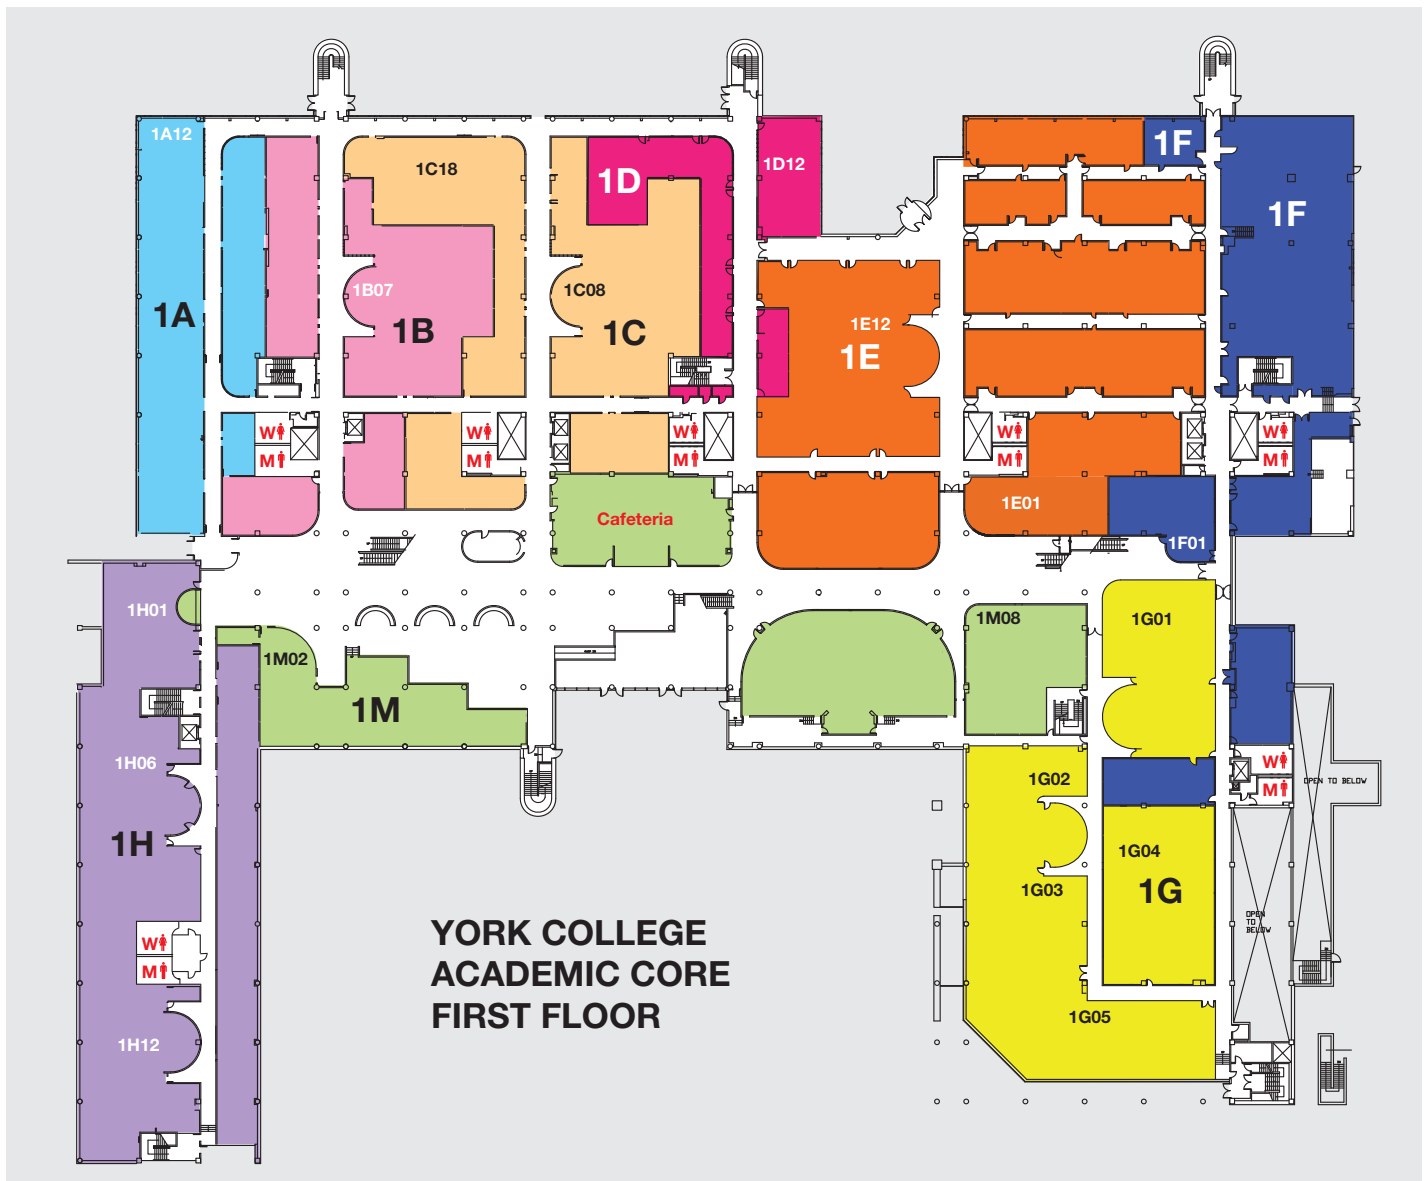 1A12
1F
1C18
1D12
1D
1F
1B07
1C08
1A
1B
1C
1E12
1E
W
W
W
W
W
M
M
M
M
M
1E01
Cafeteria
1F01
1H01
1M08
1G01
1M02
1M
1H06
1G02
W
M
OPEN TO BELOW
1H
1G04
1G03
1G
OPEN
TO
BELOW
W
M
YORK COLLEGE
ACADEMIC CORE
FIRST FLOOR
1G05
1H12